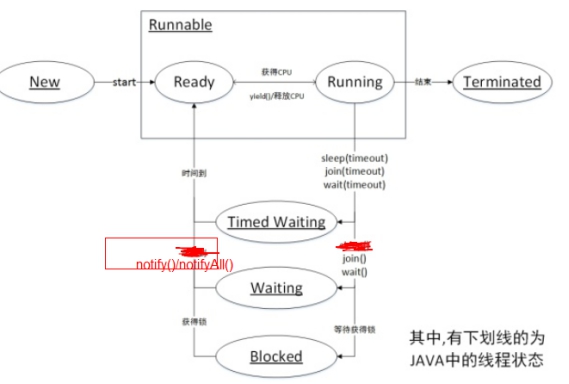 Runnable
New
start
Ready
获得CPU
yield()/释放CPU
Running
结束
Terminated
时间到
sleep(timeout)
join(timeout)
wait(timeout)
Timed Waiting
notify()/notifyAll()
join()
wait()
Waiting
获得锁
等待获得锁
Blocked
其中,有下划线的为
JAVA中的线程状态